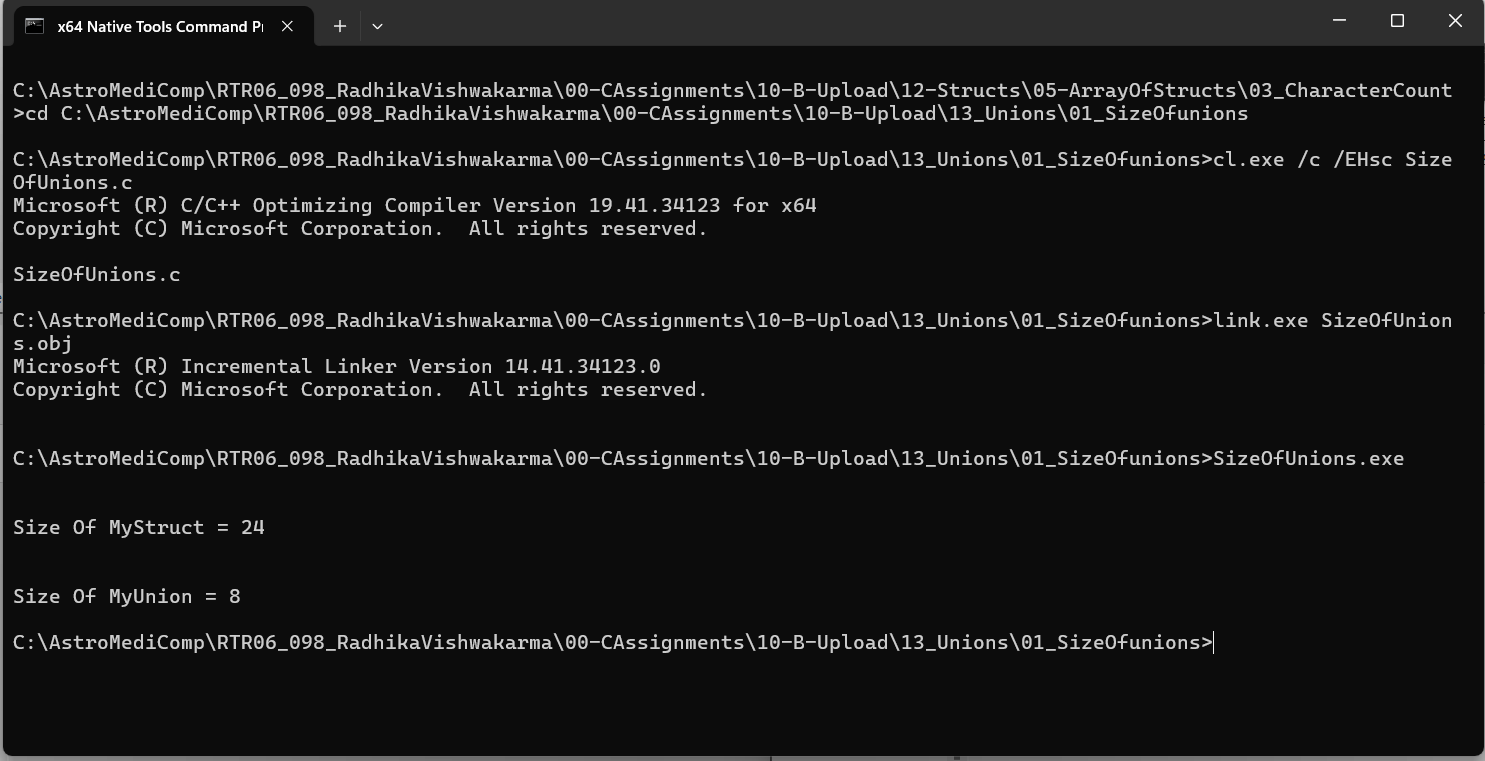 x64 Native Tools Command Pr
C:\AstroMediComp\RTR06_098_RadhikaVishwakarma\00-CAssignments\10-B-Upload\12-Structs\05-ArrayOfStructs\03_CharacterCount
>cd C:\AstroMediComp\RTR06_098_RadhikaVishwakarma\00-CAssignments\10-B-Upload\13_Unions\01_SizeOfunions
C:\AstroMediComp\RTR06_098_RadhikaVishwakarma\00-CAssignments\10-B-Upload\13_Unions\01_SizeOfunions>cl.exe /c /EHsc Size
OfUnions.c
Microsoft (R) C/C++ Optimizing Compiler Version 19.41.34123 for x64
Copyright (C) Microsoft Corporation.  All rights reserved.
SizeOfUnions.c
C:\AstroMediComp\RTR06_098_RadhikaVishwakarma\00-CAssignments\10-B-Upload\13_Unions\01_SizeOfunions>link.exe SizeOfUnion
s.obj
Microsoft (R) Incremental Linker Version 14.41.34123.0
Copyright (C) Microsoft Corporation.  All rights reserved.
C:\AstroMediComp\RTR06_098_RadhikaVishwakarma\00-CAssignments\10-B-Upload\13_Unions\01_SizeOfunions>SizeOfUnions.exe
Size Of MyStruct = 24
Size Of MyUnion = 8
C:\AstroMediComp\RTR06_098_RadhikaVishwakarma\00-CAssignments\10-B-Upload\13_Unions\01_SizeOfunions>